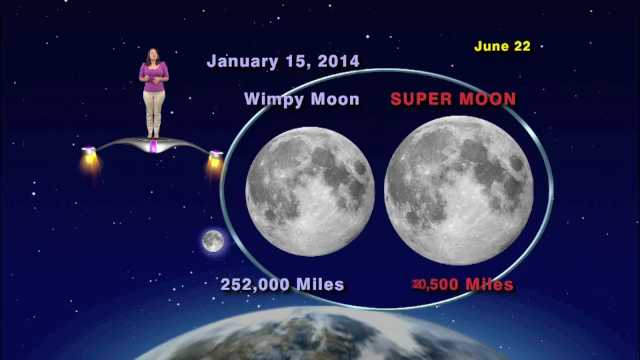 June 22
January 15, 2014
Wimpy Moon
SUPER MOON
252,000 Miles
Miles